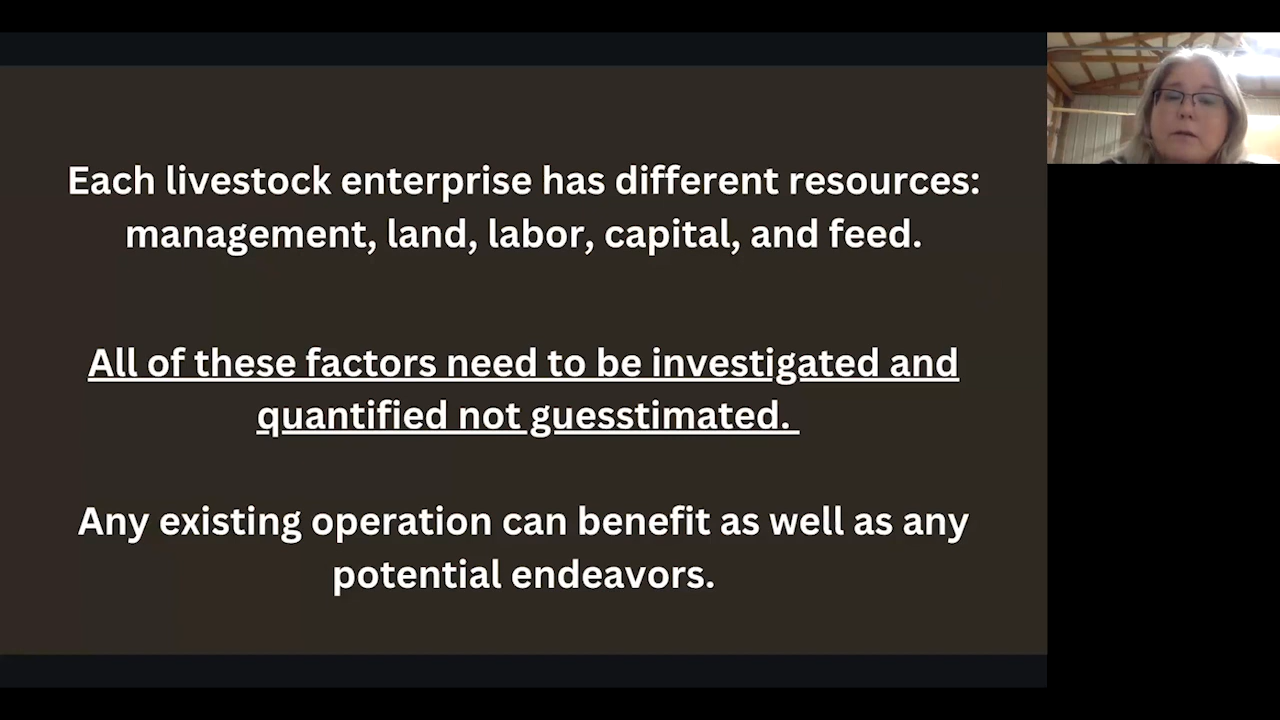 Each livestock enterprise has different resources:
management, land, labor, capital, and feed.
All of these factors need to be investigated and
quantified not guesstimated.
Any existing operation can benefit as well as any
potential endeavors.